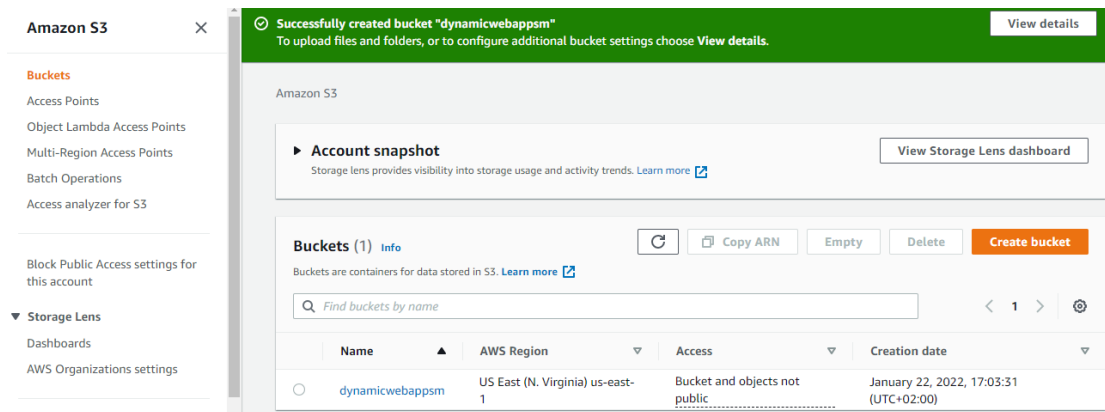 Amazon S3
Buckets
Access Points
Object Lambda Access Points
Multi-Region Access Points
Batch Operations
Access analyzer for S3
Block Public Access settings for
this account
Storage Lens
Dashboards
AWS Organizations settings
Successfully created bucket "dynamicwebappsm"
To upload files and folders, or to configure additional bucket settings choose View details.
View details
Amazon S3
Account snapshot
Storage lens provides visibility into storage usage and activity trends. Learn more
View Storage Lens dashboard
Buckets (1) Info
Buckets are containers for data stored in S3. Learn more
Copy ARN
Empty
Delete
Create bucket
Find buckets by name
1
Name AWS Region Access Creation date
dynamicwebappsm
US East (N. Virginia) us-east-
1
Bucket and objects not
public
January 22, 2022, 17:03:31
(UTC+02:00)